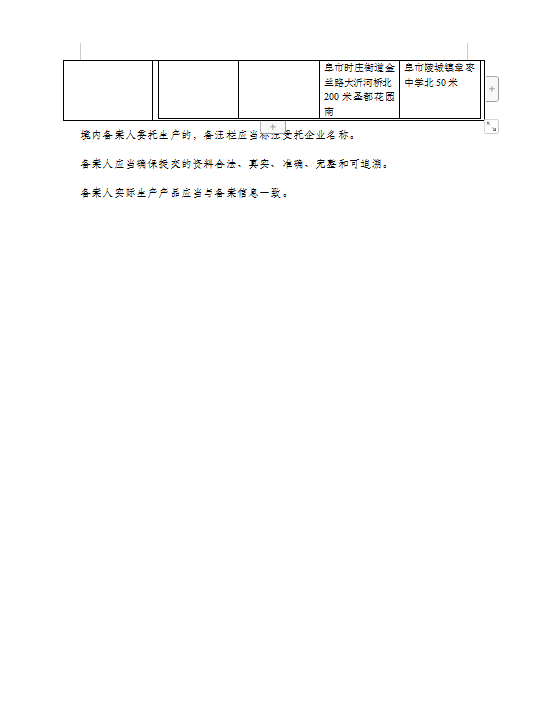 阜市时庄街道金
兰路大沂河桥北
200 米圣都花园
南
阜市陵城镇章枣
中学北 50 米
境内备案人委托生产的，备注栏应当标注受托企业名称。
备案人应当确保提交的资料合法、真实、准确、完整和可追溯。
备案人实际生产产品应当与备案信息一致。